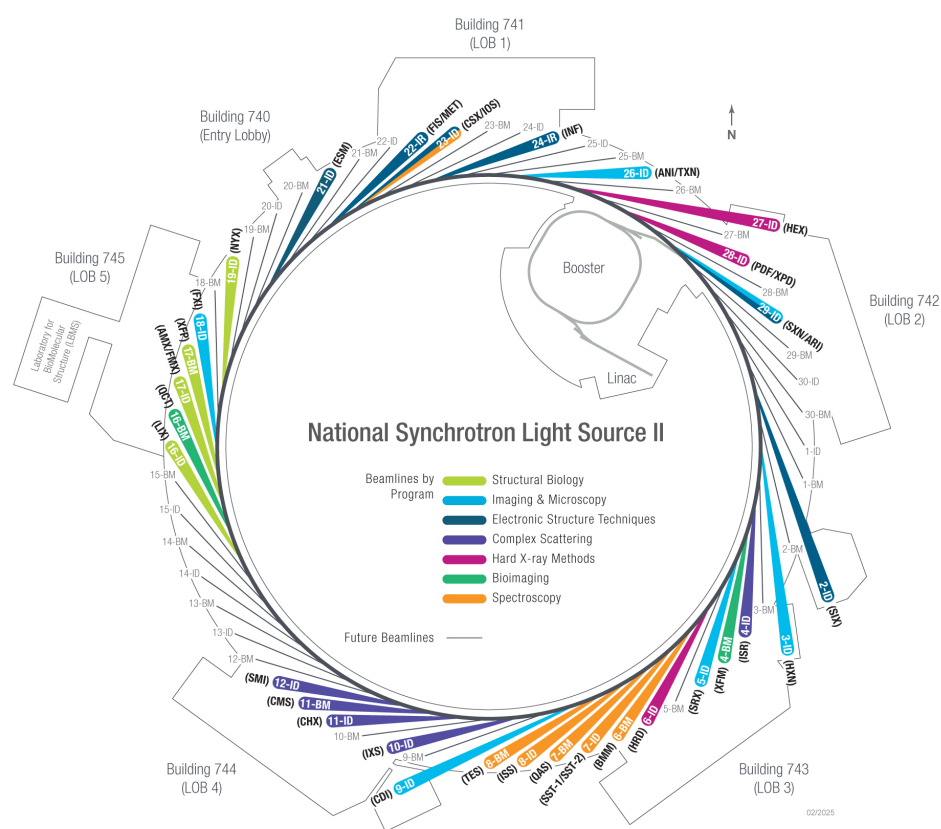 Building 741
(LOB 1)
Building 740
(Entry Lobby)
Building 745
(LOB 5)
Laboratory for
BioMolecular
Structure (LBMS)
Building 742
(LOB 2)
Building 743
(LOB 3)
Building 744
(LOB 4)
N
Booster
Linac
National Synchrotron Light Source II
Beamlines by
Program
Structural Biology
Imaging & Microscopy
Electronic Structure Techniques
Complex Scattering
Hard X-ray Methods
Bioimaging
Spectroscopy
Future Beamlines
22-ID
22-IR (FIS/MET)
23-ID (CSX/IOS)
23-BM
24-ID
24-IR (INF)
25-ID
25-BM
26-ID (ANI/TXN)
26-BM
27-ID (HEX)
27-BM
28-ID (PDF/XPD)
28-BM
29-ID (SXN/ARI)
29-BM
30-ID
30-BM
1-ID
1-BM
2-ID (SIX)
2-BM
3-ID (HXN)
3-BM
4-ID (ISR)
4-BM (XFM)
5-ID (SRX)
5-BM
6-ID (HRD)
6-BM (BMM)
7-ID (SST-1/SST-2)
7-BM (QAS)
8-ID (ISS)
8-BM (TES)
9-ID (CDI)
9-BM
10-ID (IXS)
10-BM
11-ID (CHX)
11-BM (CMS)
12-ID (SMI)
12-BM
13-ID
13-BM
14-ID
14-BM
15-ID
15-BM
16-ID (LIX)
16-BM (QCT)
17-ID (AMX/FMX)
17-BM (XFP)
18-ID (FXI)
18-BM
19-ID (NYX)
19-BM
20-ID
20-BM
21-ID (ESM)
21-BM
02/2025